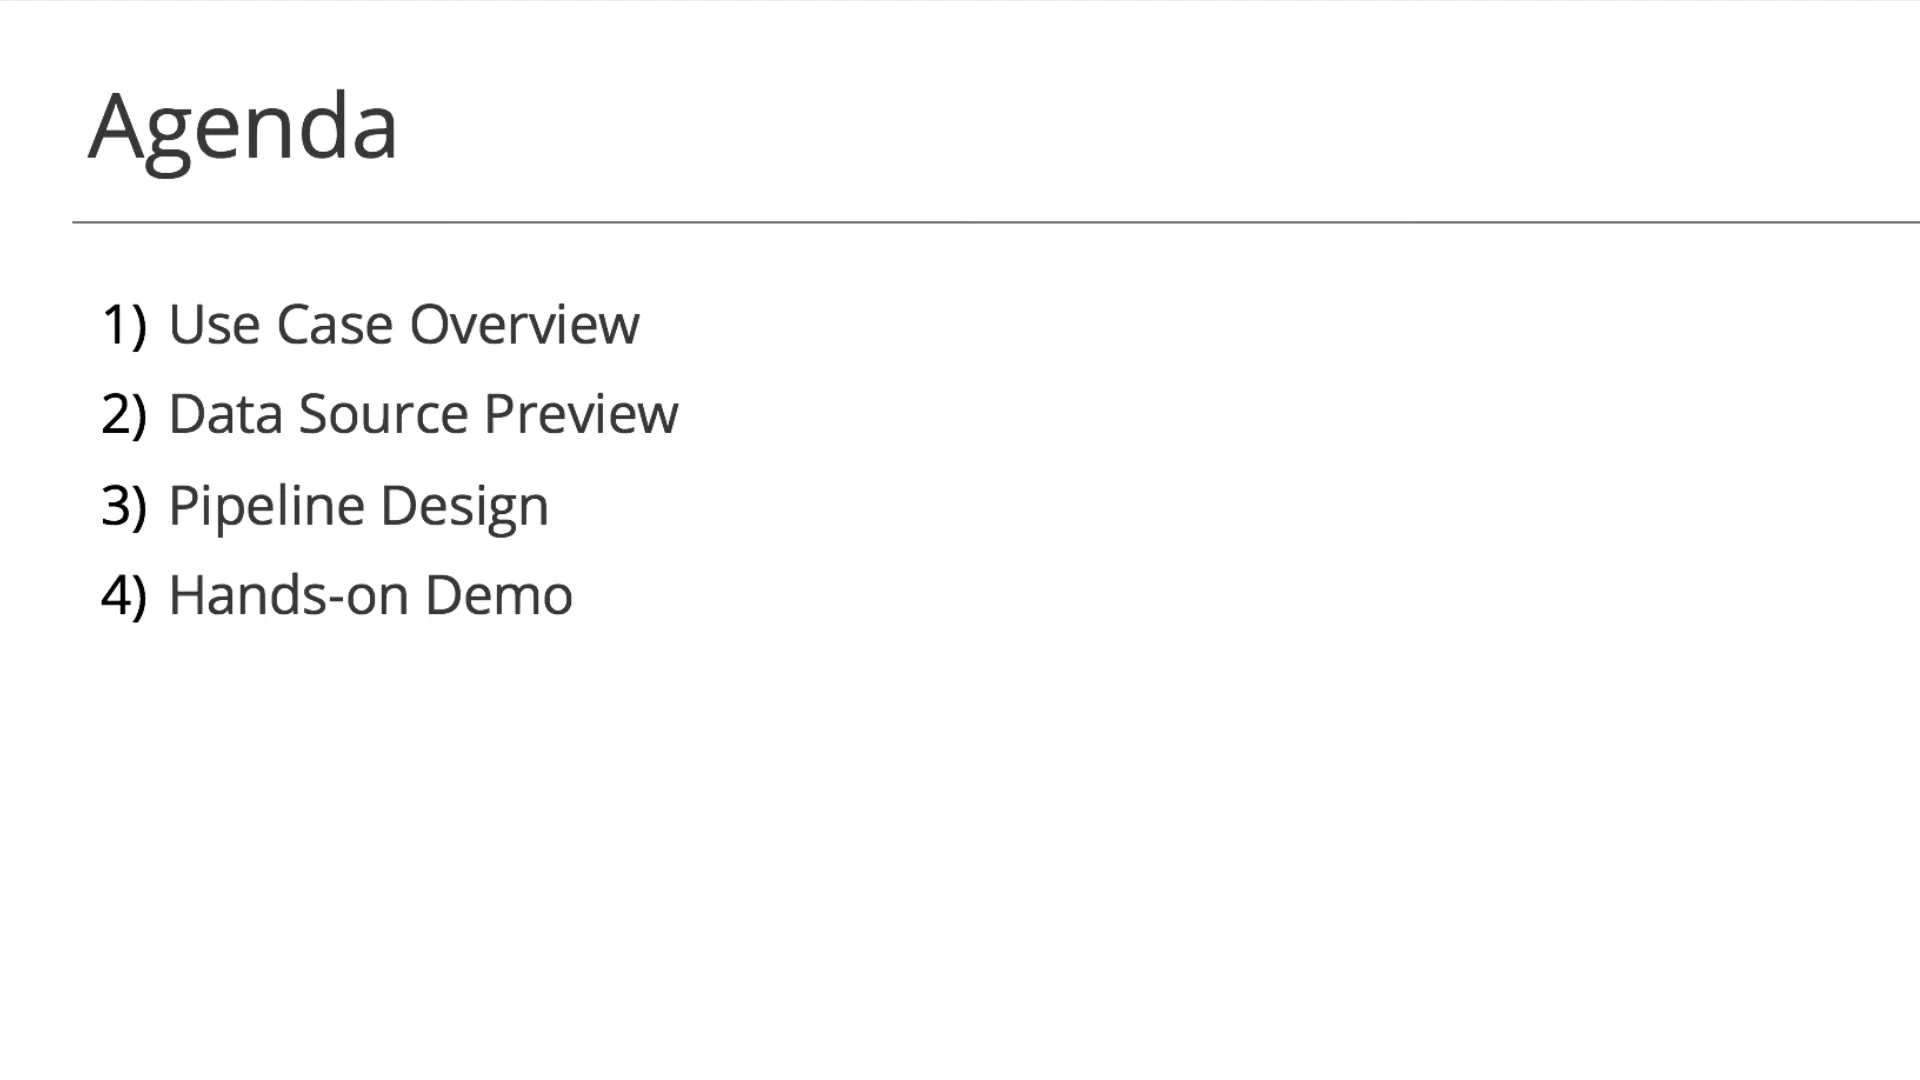 Agenda
1) Use Case Overview
2) Data Source Preview
3) Pipeline Design
4) Hands-on Demo